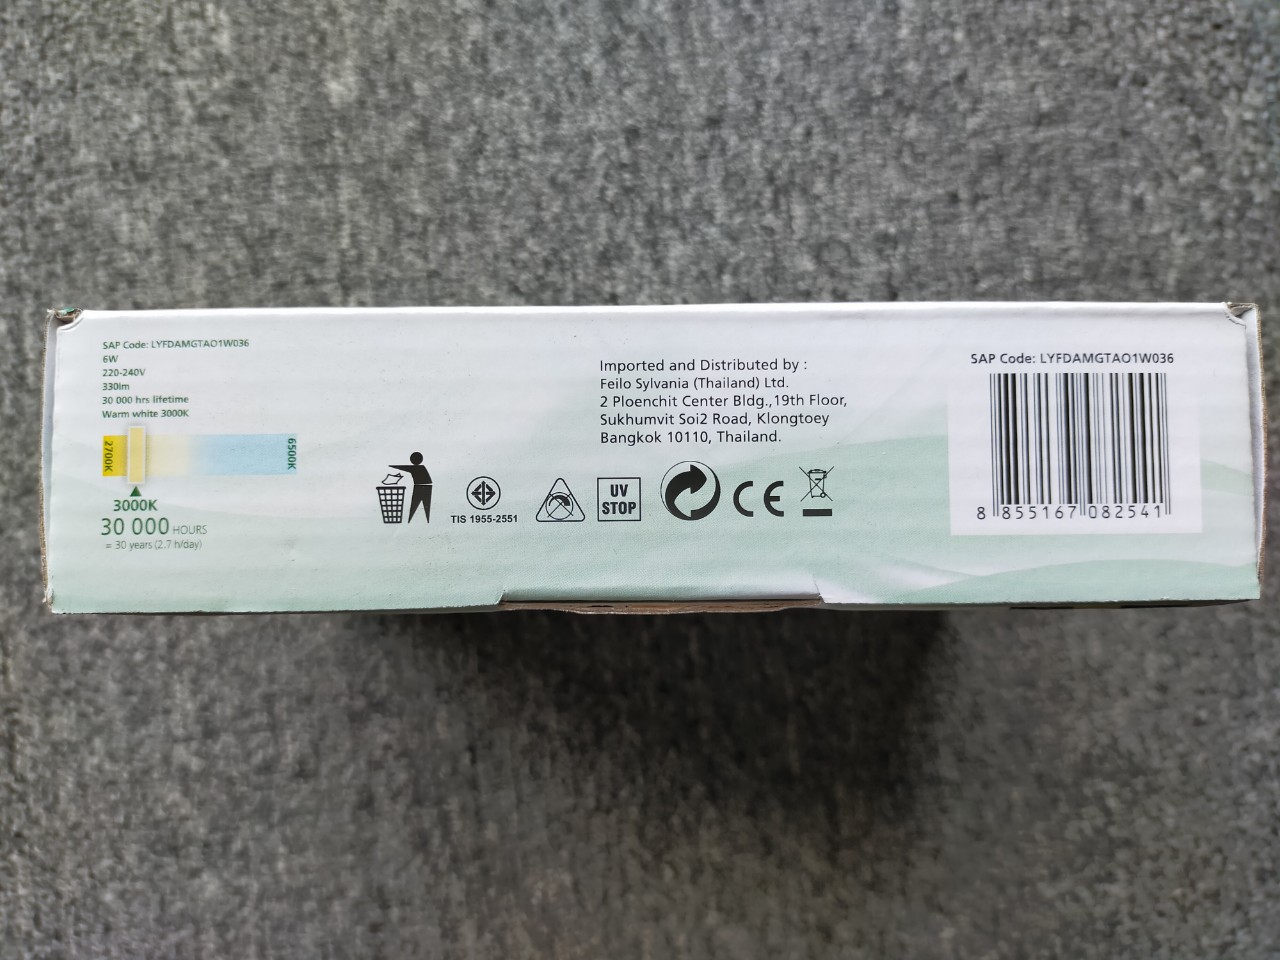 SAP Code: LYFDAMGTAO1W036
6W
220-240V
330lm
30 000 hrs lifetime
Warm white 3000K
2700K
6500K
3000K
30 000 HOURS
= 30 years (2.7 h/day)
TIS 1955-2551
UV
STOP
CE
Imported and Distributed by :
Feilo Sylvania (Thailand) Ltd.
2 Ploenchit Center Bldg.,19th Floor,
Sukhumvit Soi2 Road, Klongtoey
Bangkok 10110, Thailand.
SAP Code: LYFDAMGTAO1W036
8 855167 082541